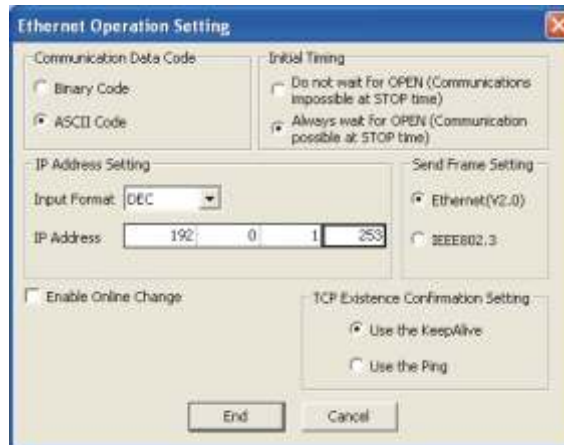 Ethernet Operation Setting
Communication Data Code
Binary Code
ASCII Code
Initial Timing
Do not wait for OPEN (Communications
impossible at STOP time)
Always wait for OPEN (Communication
possible at STOP time)
IP Address Setting
Input Format DEC
IP Address 192 0 1 253
Send Frame Setting
Ethernet(V2.0)
IEEE802.3
Enable Online Change
TCP Existence Confirmation Setting
Use the KeepAlive
Use the Ping
End Cancel